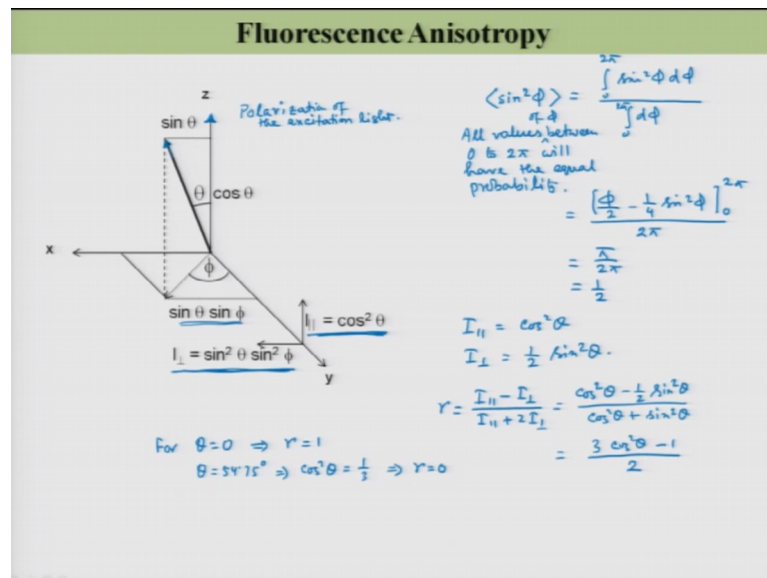 Fluorescence Anisotropy
z
sin θ
Polarization of
the excitation light.
θ
cos θ
x
ϕ
sin θ sin ϕ
I∥ = cos² θ
I⊥ = sin² θ sin² ϕ
y
For θ=0 ⇒ r=1
θ=54.75° ⇒ cos²θ = 1/3 ⇒ r=0
<sin²ϕ> = ∫₀^2π sin²ϕ dϕ / ∫₀^2π dϕ
of ϕ
All values between
0 to 2π will
have the equal
probability.
= [ϕ/2 - 1/4 sin2ϕ]₀^2π / 2π
= π/2π
= 1/2
I∥ = cos²θ
I⊥ = 1/2 sin²θ.
r = I∥ - I⊥ / I∥ + 2I⊥ = cos²θ - 1/2 sin²θ / cos²θ + sin²θ
= 3 cos²θ - 1 / 2